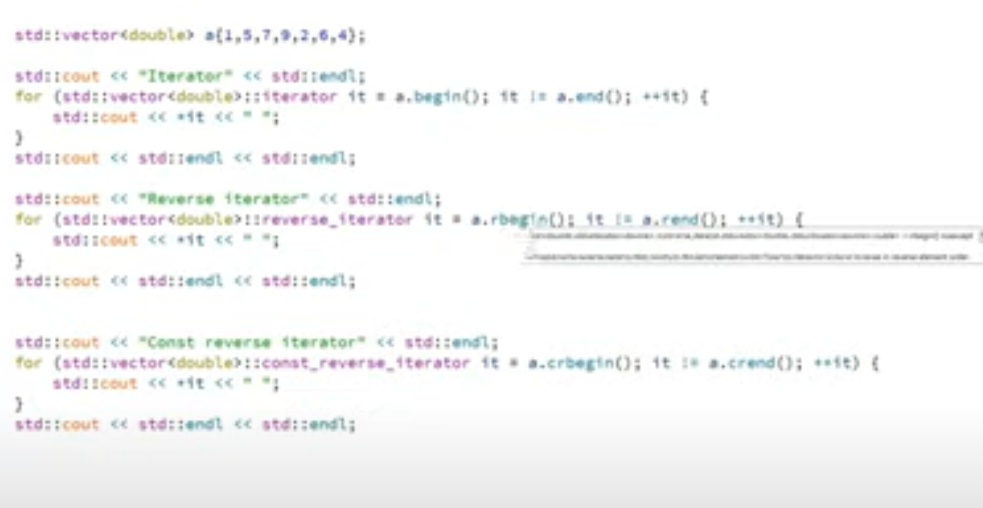 std::vector<double> a{1,5,7,9,2,6,4};
std::cout << "Iterator" << std::endl;
for (std::vector<double>::iterator it = a.begin(); it != a.end(); ++it) {
std::cout << *it << " ";
}
std::cout << std::endl << std::endl;
std::cout << "Reverse iterator" << std::endl;
for (std::vector<double>::reverse_iterator it = a.rbegin(); it != a.rend(); ++it) {
std::cout << *it << " ";
}
std::cout << std::endl << std::endl;
std::cout << "Const reverse iterator" << std::endl;
for (std::vector<double>::const_reverse_iterator it = a.crbegin(); it != a.crend(); ++it) {
std::cout << *it << " ";
}
std::cout << std::endl << std::endl;